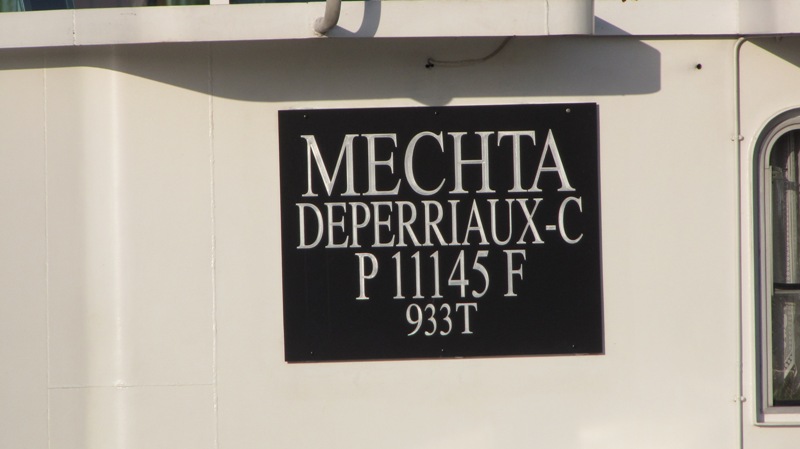 MECHTA
DEPERRIAUX-C
P 11145 F
933T